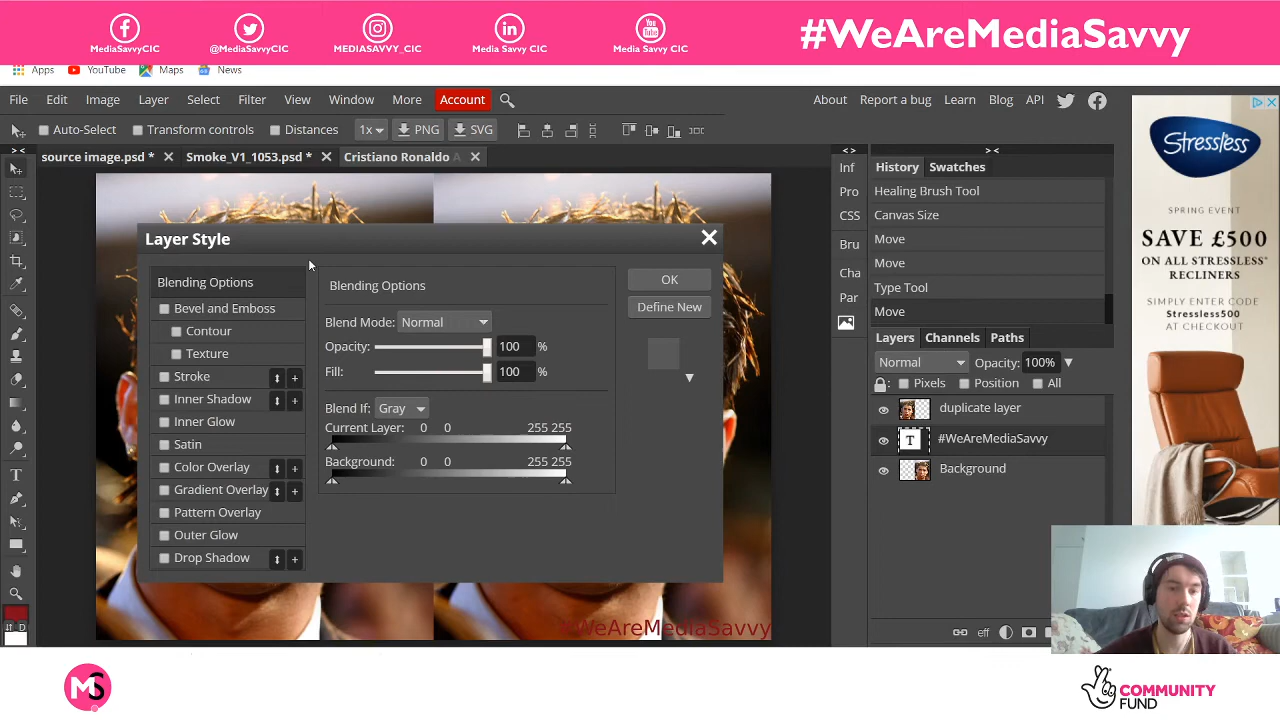 MediaSavvyCIC
@MediaSavvyCIC
MEDIASAVVY_CIC
Media Savvy CIC
You Tube
Media Savvy CIC
#WeAreMediaSavvy
Apps YouTube Maps News
File Edit Image Layer Select Filter View Window More Account
About Report a bug Learn Blog API
Auto-Select Transform controls Distances 1x PNG SVG
source image.psd * Smoke_V1_1053.psd * Cristiano Ronaldo A
Layer Style
Blending Options
Bevel and Emboss
Contour
Texture
Stroke
Inner Shadow
Inner Glow
Satin
Color Overlay
Gradient Overlay
Pattern Overlay
Outer Glow
Drop Shadow
Blending Options
Blend Mode: Normal
Opacity: 100 %
Fill: 100 %
Blend If: Gray
Current Layer: 0 0 255 255
Background: 0 0 255 255
OK
Define New
#WeAreMediaSavvy
Inf
Pro
CSS
Bru
Cha
Par
History Swatches
Healing Brush Tool
Canvas Size
Move
Move
Type Tool
Move
Layers Channels Paths
Normal Opacity: 100%
Pixels Position All
duplicate layer
T #WeAreMediaSavvy
Background
eff
D
Stressless
SPRING EVENT
SAVE £500
ON ALL STRESSLESS®
RECLINERS
SIMPLY ENTER CODE
Stressless500
AT CHECKOUT
MS
COMMUNITY
FUND